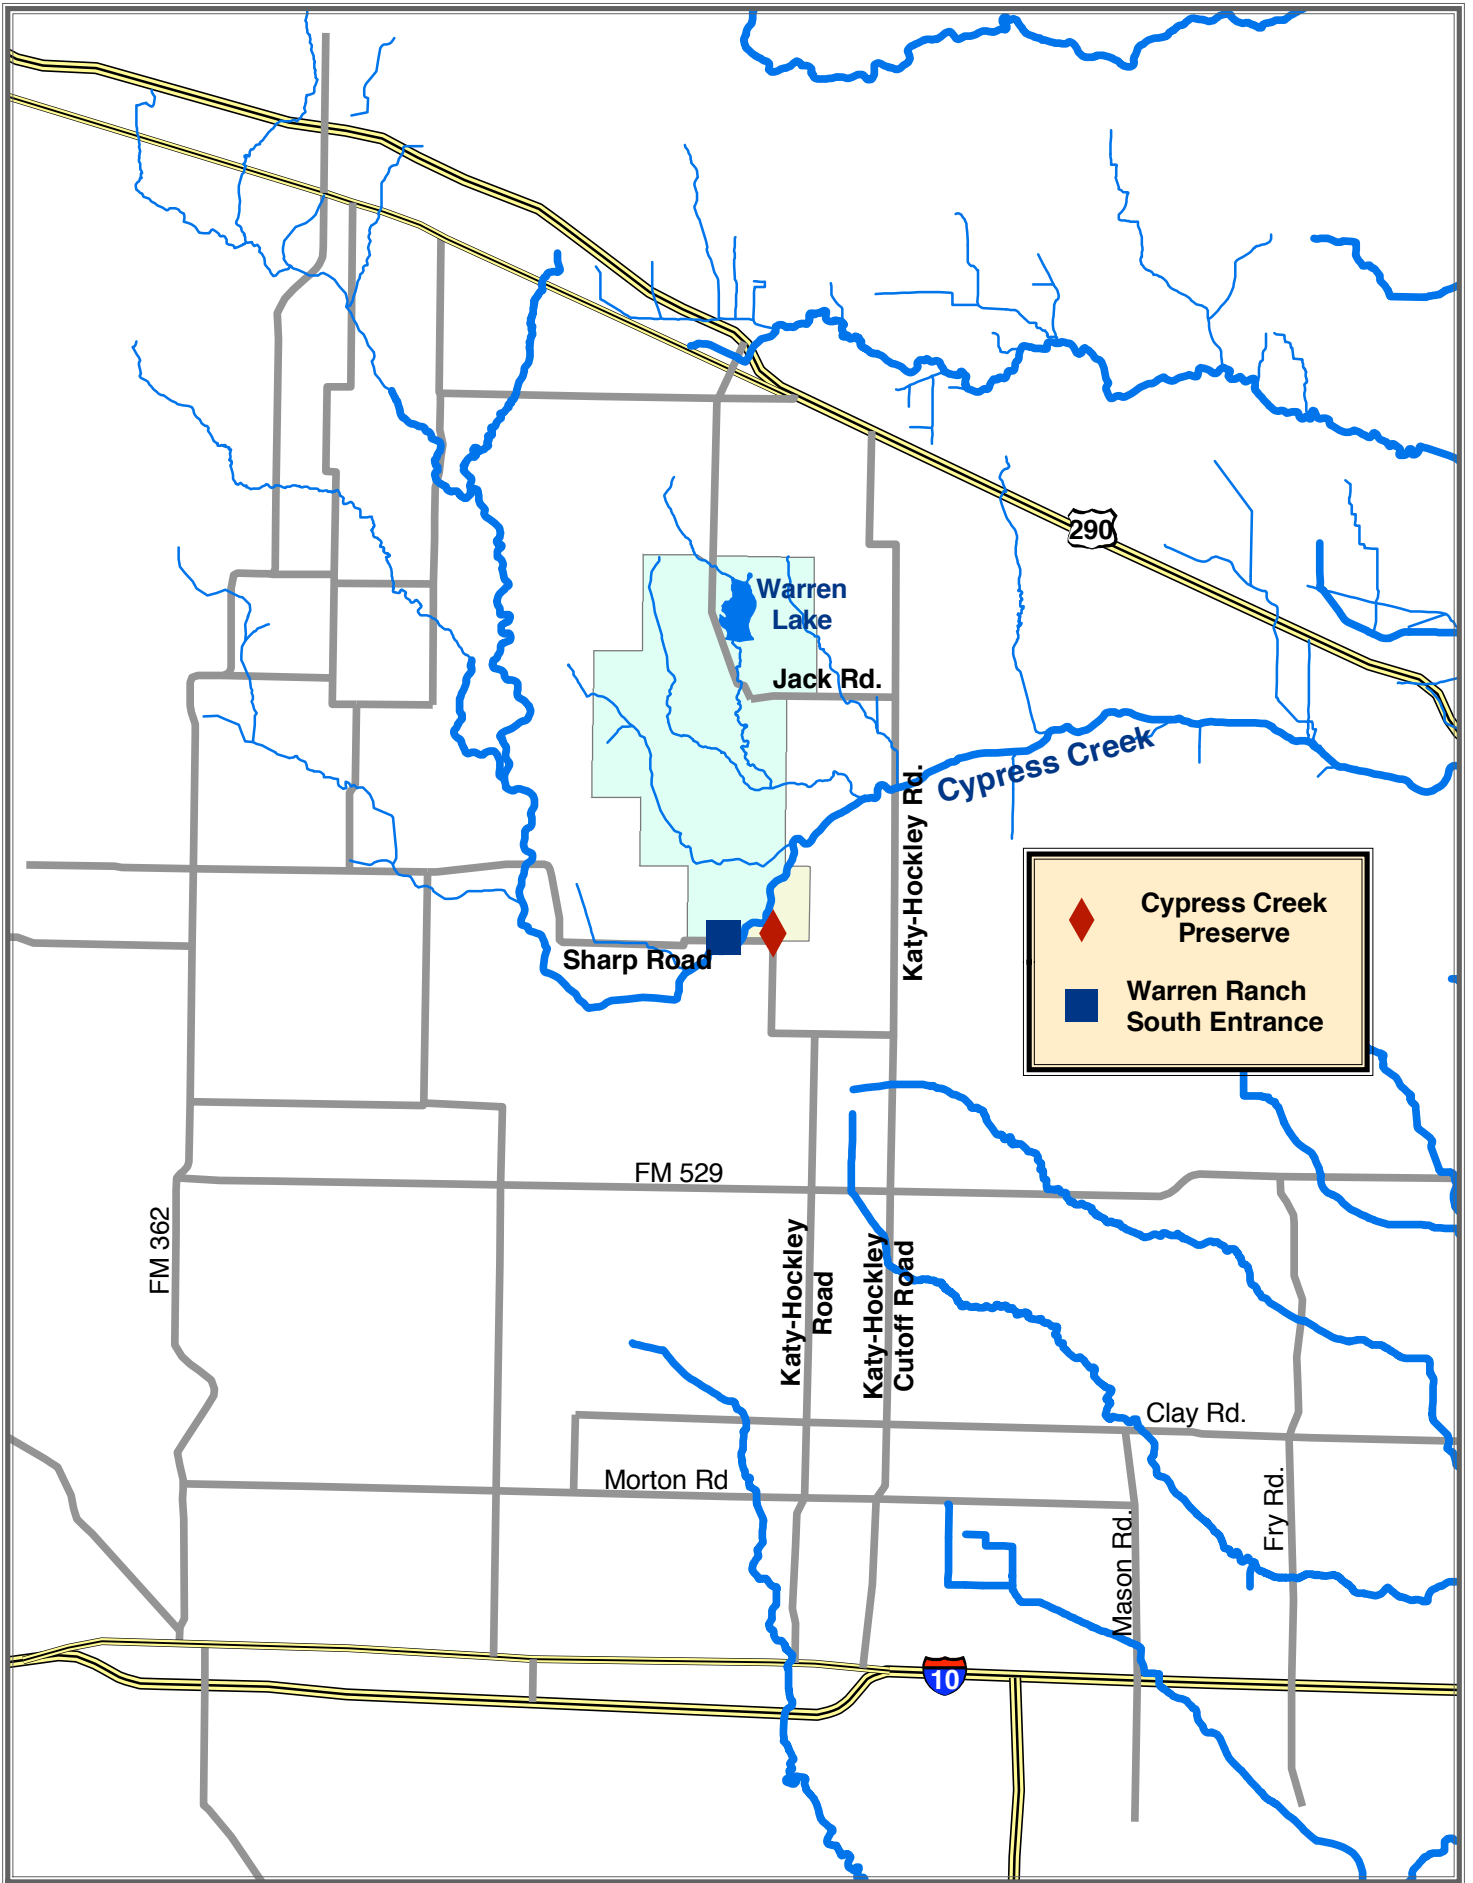 290
Warren
Lake
Jack Rd.
Cypress Creek
Katy-Hockley Rd.
Cypress Creek
Preserve
Warren Ranch
South Entrance
Sharp Road
FM 529
FM 362
Katy-Hockley
Road
Katy-Hockley
Cutoff Road
Clay Rd.
Morton Rd
Mason Rd.
Fry Rd.
10